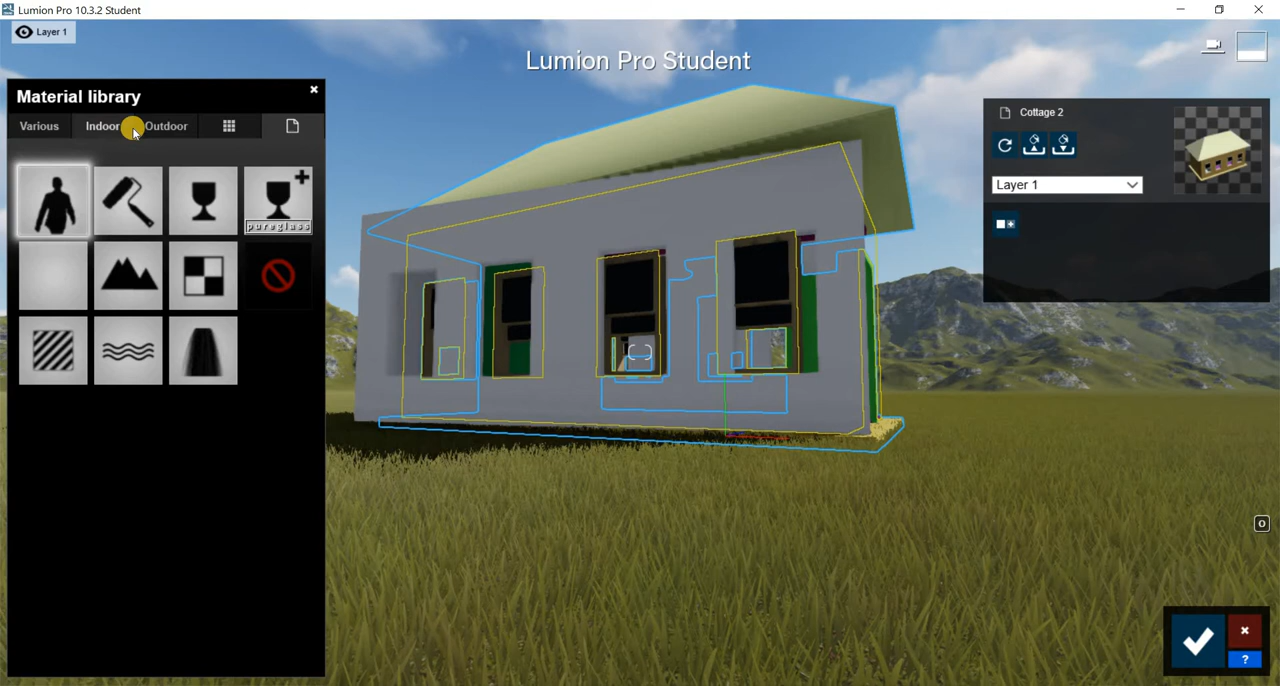 Lumion Pro 10.3.2 Student
Layer 1
Lumion Pro Student
Material library
Various
Indoor
Outdoor
pureglass
Cottage 2
Layer 1
O
?